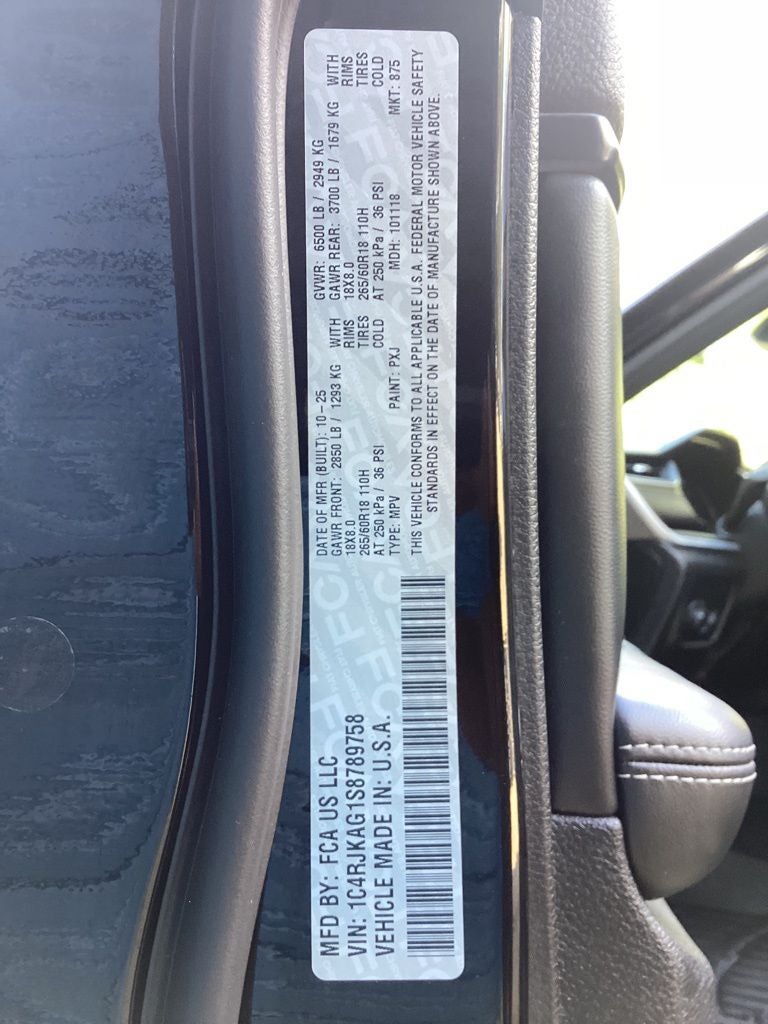 MFD BY: FCA US LLC
VIN: 1C4RJKAG1S8789758
VEHICLE MADE IN: U.S.A.
DATE OF MFR (BUILT): 10-25 GVWR: 6500 LB / 2949 KG
GAWR FRONT: 2850 LB / 1293 KG WITH GAWR REAR: 3700 LB / 1679 KG WITH
18X8.0 RIMS 18X8.0 RIMS
265/60R18 110H TIRES 265/60R18 110H TIRES
AT 250 kPa / 36 PSI COLD AT 250 kPa / 36 PSI COLD
TYPE: MPV PAINT: PXJ MDH: 101118 MKT: 875
THIS VEHICLE CONFORMS TO ALL APPLICABLE U.S.A. FEDERAL MOTOR VEHICLE SAFETY
STANDARDS IN EFFECT ON THE DATE OF MANUFACTURE SHOWN ABOVE.